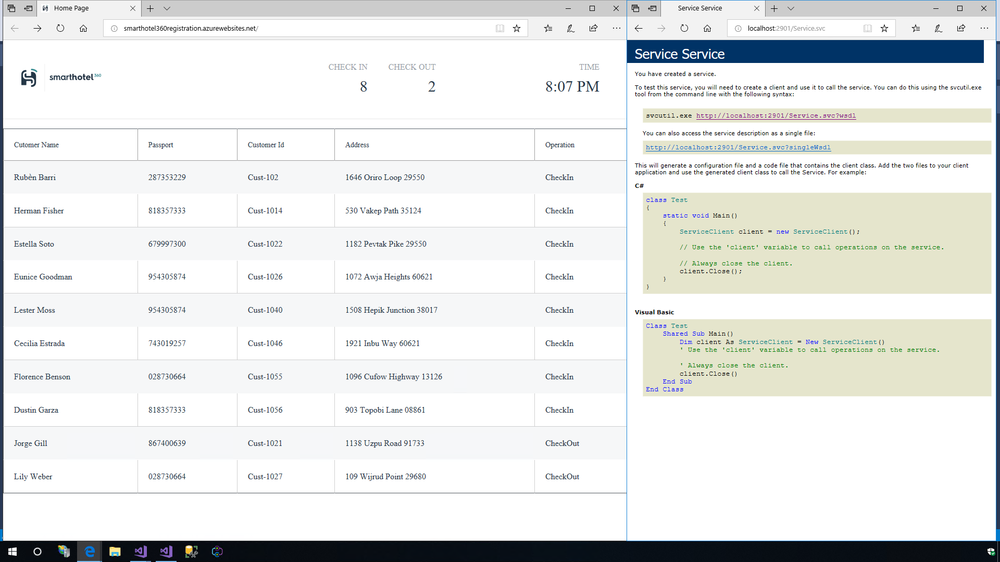 Home Page
smarthotel360registration.azurewebsites.net/
smarthotel360
CHECK IN
8
CHECK OUT
2
TIME
8:07 PM
Cutomer Name Passport Customer Id Address Operation
Rubèn Barri 287353229 Cust-102 1646 Oriro Loop 29550 CheckIn
Herman Fisher 818357333 Cust-1014 530 Vakep Path 35124 CheckIn
Estella Soto 679997300 Cust-1022 1182 Pevtak Pike 29550 CheckIn
Eunice Goodman 954305874 Cust-1026 1072 Awja Heights 60621 CheckIn
Lester Moss 954305874 Cust-1040 1508 Hepik Junction 38017 CheckIn
Cecilia Estrada 743019257 Cust-1046 1921 Inbu Way 60621 CheckIn
Florence Benson 028730664 Cust-1055 1096 Cufow Highway 13126 CheckIn
Dustin Garza 818357333 Cust-1056 903 Topobi Lane 08861 CheckIn
Jorge Gill 867400639 Cust-1021 1138 Uzpu Road 91733 CheckOut
Lily Weber 028730664 Cust-1027 109 Wijrud Point 29680 CheckOut
Service Service
localhost:2901/Service.svc
Service Service
You have created a service.
To test this service, you will need to create a client and use it to call the service. You can do this using the svcutil.exe
tool from the command line with the following syntax:
svcutil.exe http://localhost:2901/Service.svc?wsdl
You can also access the service description as a single file:
http://localhost:2901/Service.svc?singleWsdl
This will generate a configuration file and a code file that contains the client class. Add the two files to your client
application and use the generated client class to call the Service. For example:
C#
class Test
{
static void Main()
{
ServiceClient client = new ServiceClient();
// Use the 'client' variable to call operations on the service.
// Always close the client.
client.Close();
}
}
Visual Basic
Class Test
Shared Sub Main()
Dim client As ServiceClient = New ServiceClient()
' Use the 'client' variable to call operations on the service.
' Always close the client.
client.Close()
End Sub
End Class